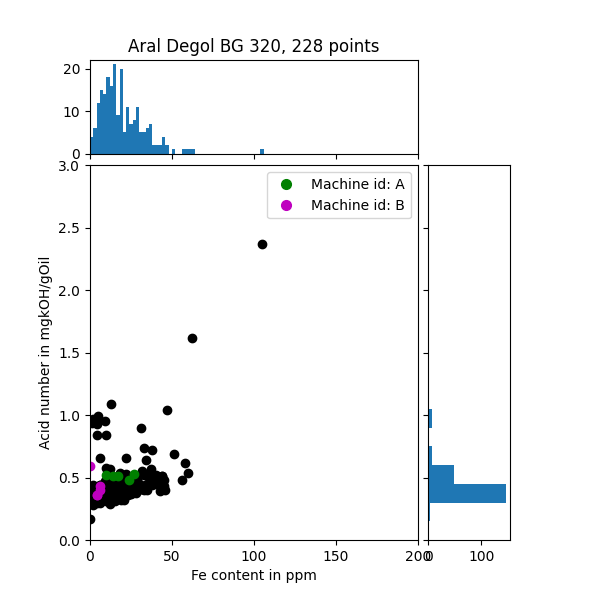 Aral Degol BG 320, 228 points
20
10
0
3.0
2.5
2.0
1.5
1.0
0.5
0.0
Acid number in mgkOH/gOil
Machine id: A
Machine id: B
0 50 100 150 200
0 100
Fe content in ppm